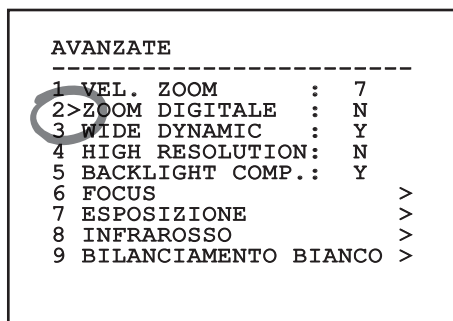 AVANZATE
--------------------------
1 VEL. ZOOM : 7
2>ZOOM DIGITALE : N
3 WIDE DYNAMIC : Y
4 HIGH RESOLUTION: N
5 BACKLIGHT COMP.: Y
6 FOCUS >
7 ESPOSIZIONE >
8 INFRAROSSO >
9 BILANCIAMENTO BIANCO >